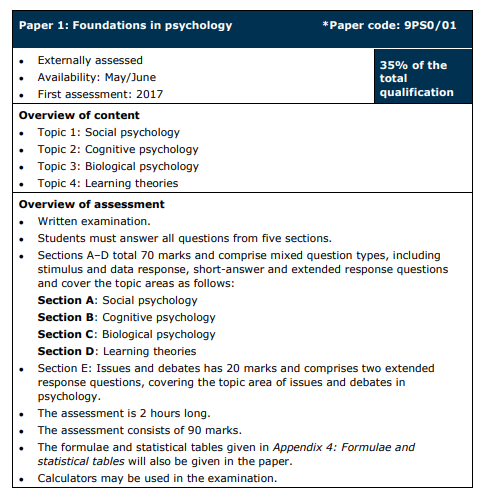 Paper 1: Foundations in psychology *Paper code: 9PS0/01
• Externally assessed
• Availability: May/June
• First assessment: 2017
35% of the
total
qualification
Overview of content
• Topic 1: Social psychology
• Topic 2: Cognitive psychology
• Topic 3: Biological psychology
• Topic 4: Learning theories
Overview of assessment
• Written examination.
• Students must answer all questions from five sections.
• Sections A–D total 70 marks and comprise mixed question types, including
stimulus and data response, short-answer and extended response questions
and cover the topic areas as follows:
Section A: Social psychology
Section B: Cognitive psychology
Section C: Biological psychology
Section D: Learning theories
• Section E: Issues and debates has 20 marks and comprises two extended
response questions, covering the topic area of issues and debates in
psychology.
• The assessment is 2 hours long.
• The assessment consists of 90 marks.
• The formulae and statistical tables given in Appendix 4: Formulae and
statistical tables will also be given in the paper.
• Calculators may be used in the examination.